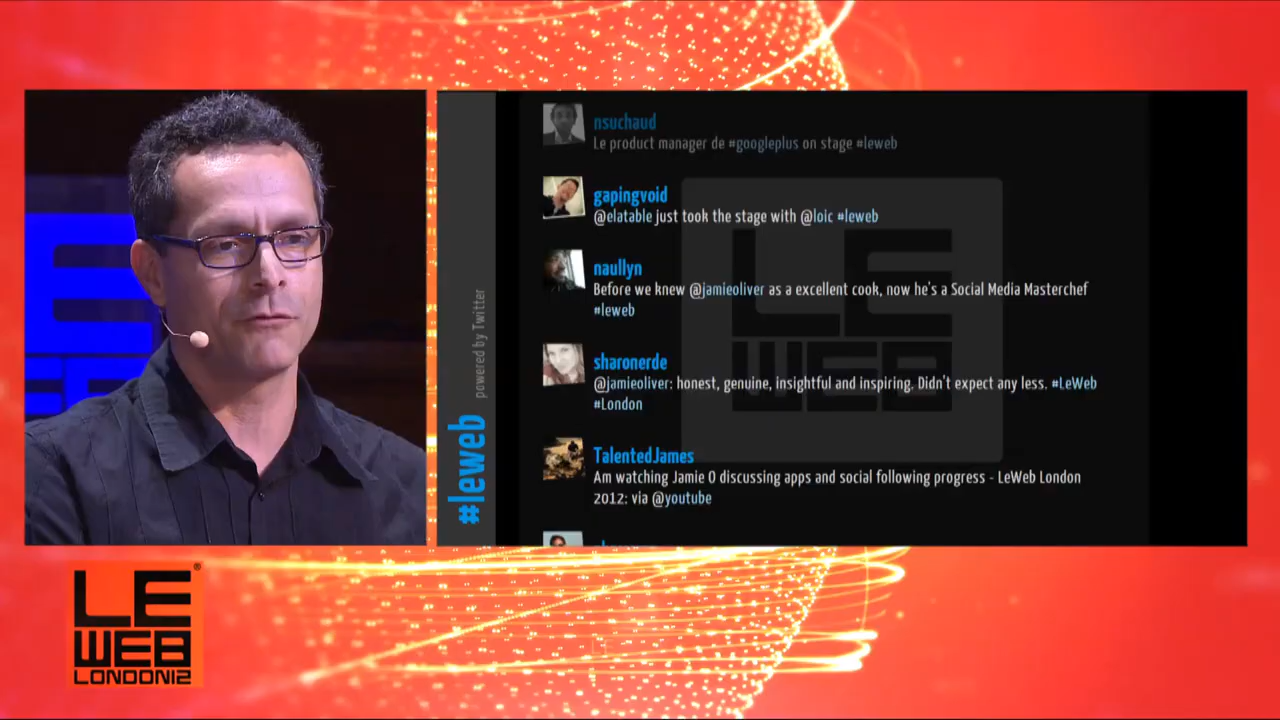 nsuchaud
Le product manager de #googleplus on stage #leweb
gapingvoid
@elatable just took the stage with @loic #leweb
naullyn
Before we knew @jamieoliver as a excellent cook, now he's a Social Media Masterchef
#leweb
sharonerde
@jamieoliver: honest, genuine, insightful and inspiring. Didn't expect any less. #LeWeb
#London
TalentedJames
Am watching Jamie O discussing apps and social following progress - LeWeb London
2012: via @youtube
#leweb powered by Twitter
LE
WEB
LE
WEB
LONDON12